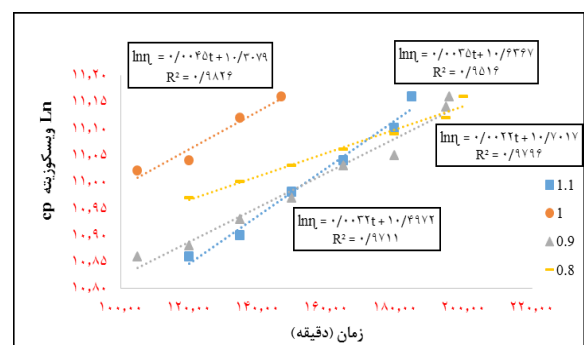 lnη = ۰/۰۰۴۵t + ۱۰/۳۰۷۹
R² = ۰/۹۸۲۶
lnη = ۰/۰۰۳۵t + ۱۰/۶۳۶۷
R² = ۰/۹۵۱۶
lnη = ۰/۰۰۲۲t + ۱۰/۷۰۱۷
R² = ۰/۹۷۹۶
lnη = ۰/۰۰۳۲t + ۱۰/۴۹۷۲
R² = ۰/۹۷۱۱
۱۱,۲۰
۱۱,۱۵
۱۱,۱۰
۱۱,۰۵
۱۱,۰۰
۱۰,۹۵
۱۰,۹۰
۱۰,۸۵
۱۰,۸۰
Ln ویسکوزیته cp
۱۰۰,۰۰ ۱۲۰,۰۰ ۱۴۰,۰۰ ۱۶۰,۰۰ ۱۸۰,۰۰ ۲۰۰,۰۰ ۲۲۰,۰۰
زمان (دقیقه)
1.1
1
0.9
0.8